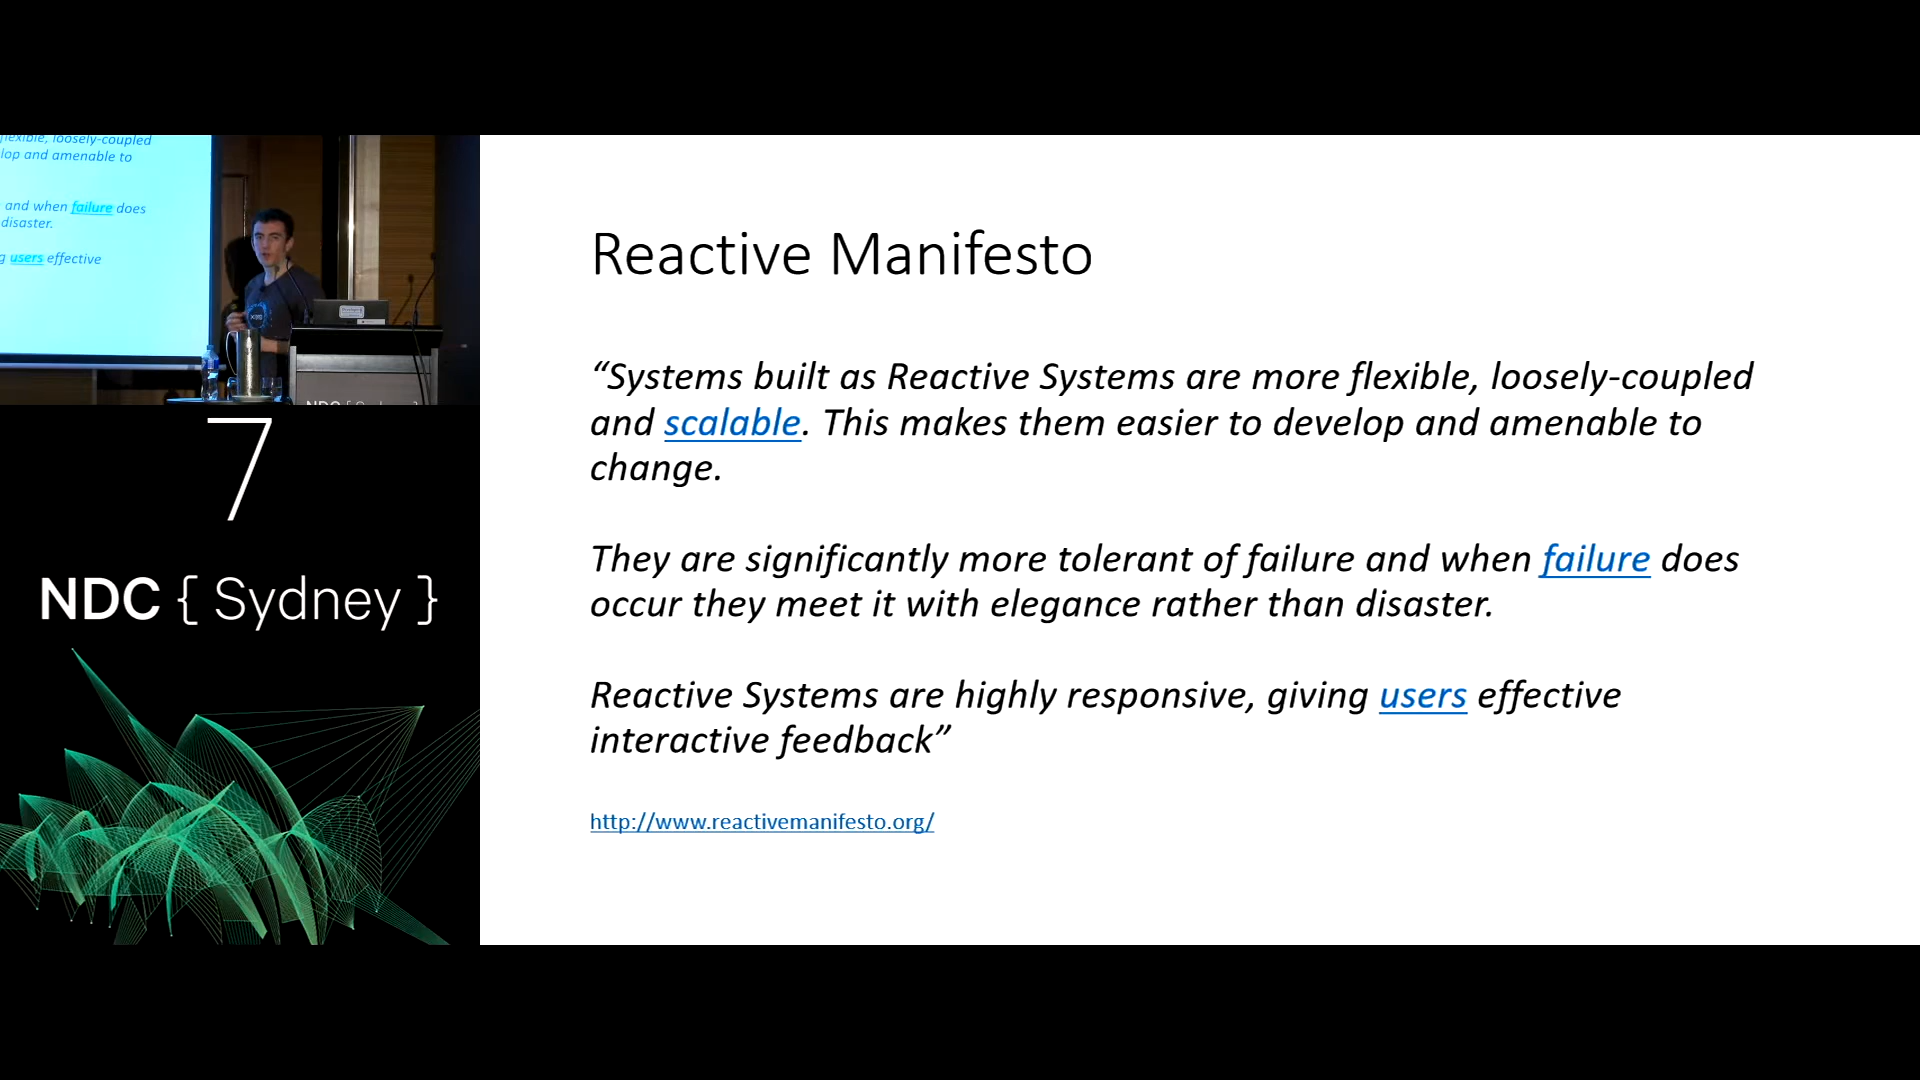 flexible, loosely-coupled
lop and amenable to
and when failure does
disaster.
g users effective
7
NDC { Sydney }
Reactive Manifesto
“Systems built as Reactive Systems are more flexible, loosely-coupled
and scalable. This makes them easier to develop and amenable to
change.
They are significantly more tolerant of failure and when failure does
occur they meet it with elegance rather than disaster.
Reactive Systems are highly responsive, giving users effective
interactive feedback”
http://www.reactivemanifesto.org/